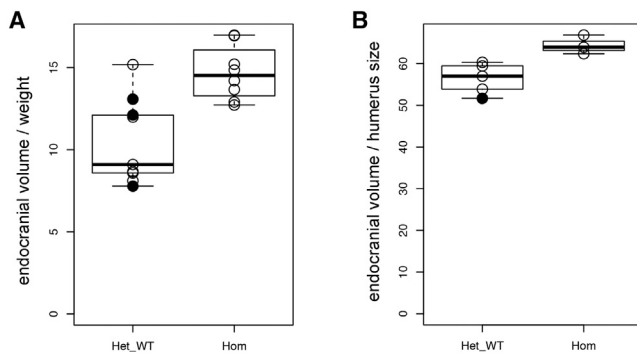 A
endocranial volume / weight
15
10
5
0
Het_WT Hom
B
endocranial volume / humerus size
60
50
40
30
20
10
0
Het_WT Hom